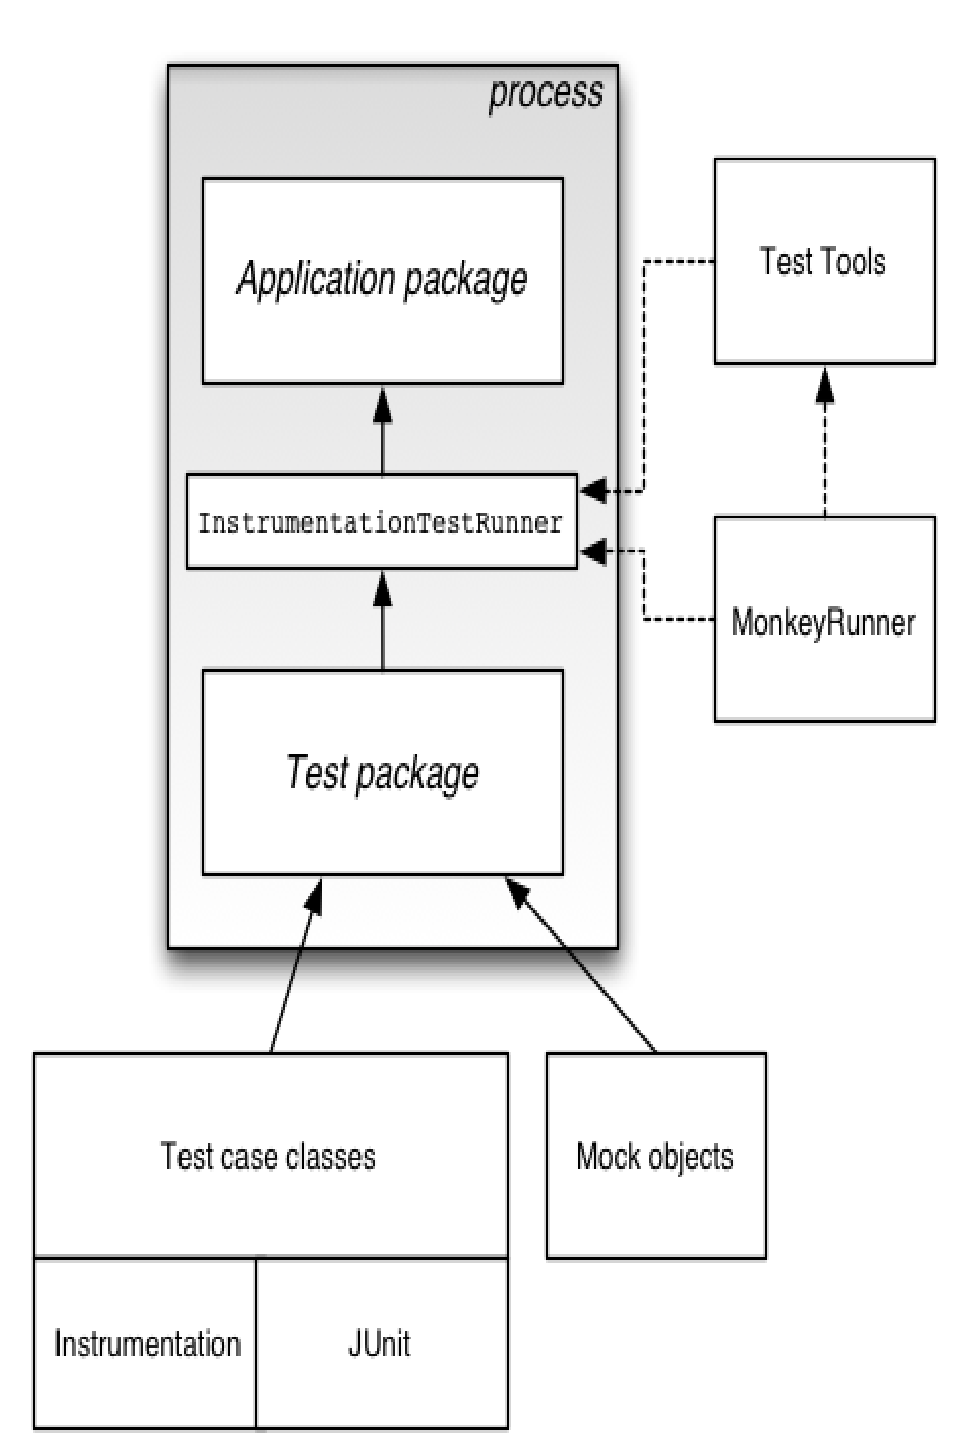 process
Application package
Test Tools
InstrumentationTestRunner
MonkeyRunner
Test package
Test case classes
Mock objects
Instrumentation
JUnit